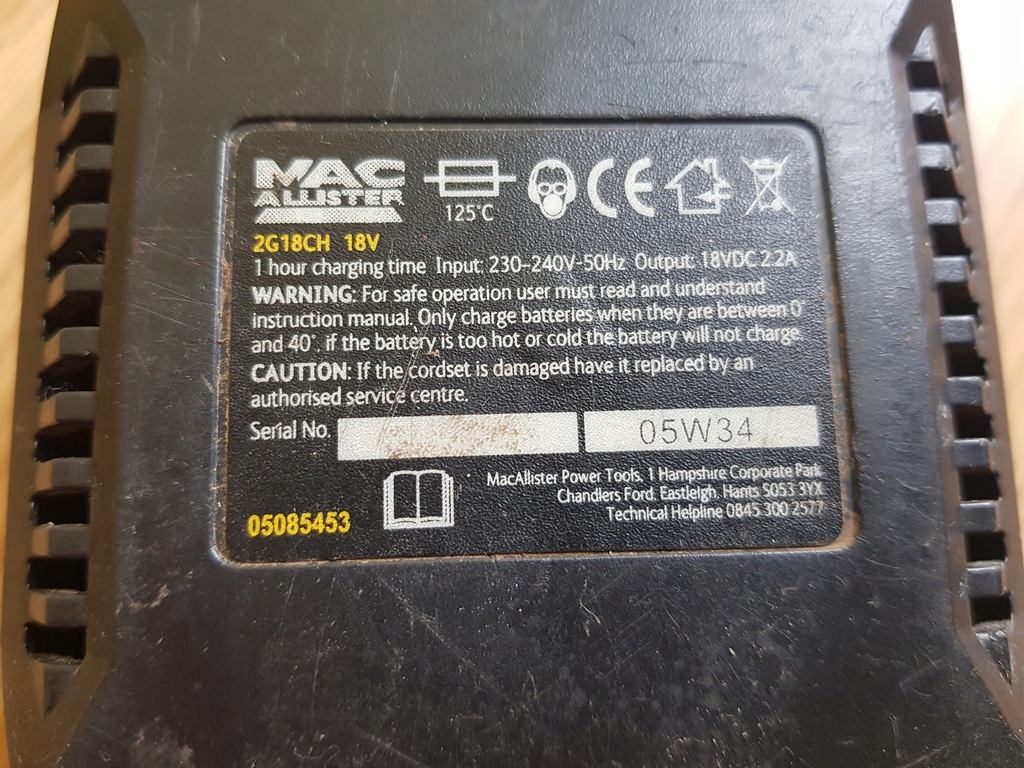 MAC
ALLISTER
125°C
CE
2G18CH 18V
1 hour charging time Input: 230-240V-50Hz Output: 18VDC 2.2A
WARNING: For safe operation user must read and understand
instruction manual. Only charge batteries when they are between 0°
and 40°. if the battery is too hot or cold the battery will not charge.
CAUTION: If the cordset is damaged have it replaced by an
authorised service centre.
Serial No.
05W34
MacAllister Power Tools. 1 Hampshire Corporate Park
Chandlers Ford. Eastleigh. Hants SO53 3YX
Technical Helpline 0845 300 2577
05085453